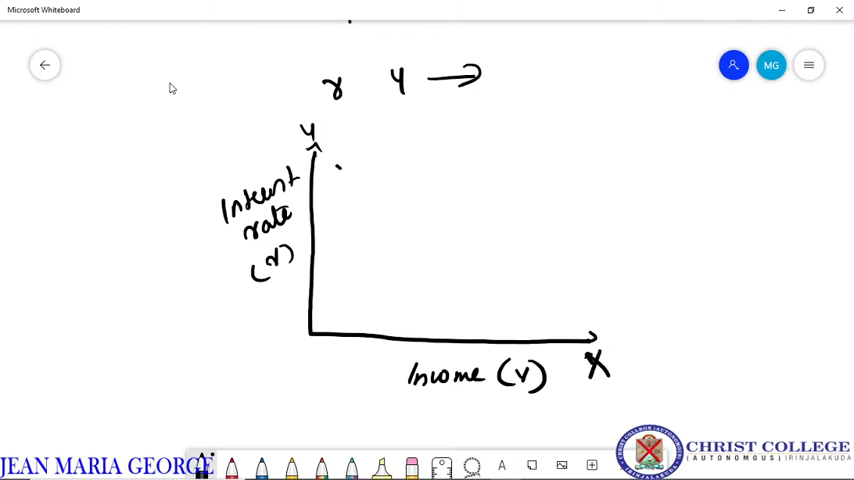 Microsoft Whiteboard
MG
r Y →
Y
Interest
rate
(r)
Income (Y) X
A
JEAN MARIA GEORGE
CHRIST COLLEGE
(AUTONOMOUS) IRINJALAKUDA